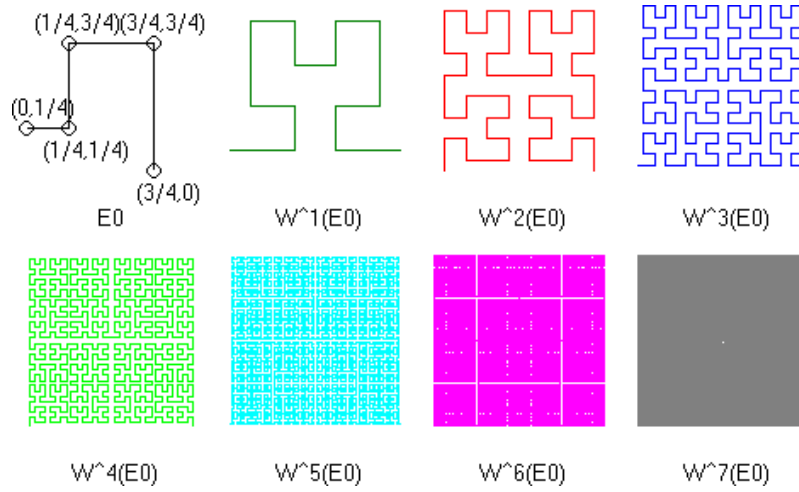 (1/4,3/4)(3/4,3/4)
(0,1/4)
(1/4,1/4)
(3/4,0)
E0
W^1(E0)
W^2(E0)
W^3(E0)
W^4(E0)
W^5(E0)
W^6(E0)
W^7(E0)